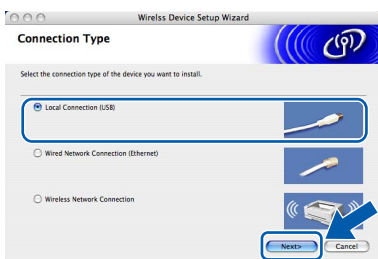 Wirelss Device Setup Wizard
Connection Type
Select the connection type of the device you want to install.
Local Connection (USB)
Wired Network Connection (Ethernet)
Wireless Network Connection
Next> Cancel